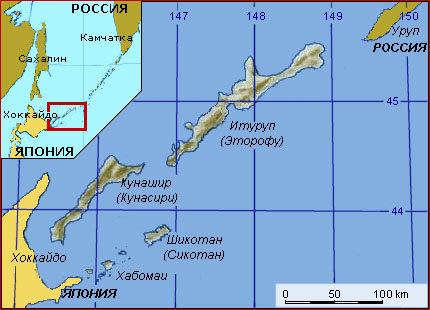 РОССИЯ
147
148
149
150
Камчатка
Уруп
Сахалин
РОССИЯ
45
Хоккайдо
Итуруп
(Эторофу)
ЯПОНИЯ
Кунашир
(Кунасири)
44
Шикотан
(Сикотан)
Хоккайдо
Хабомаи
ЯПОНИЯ
0 50 100 km